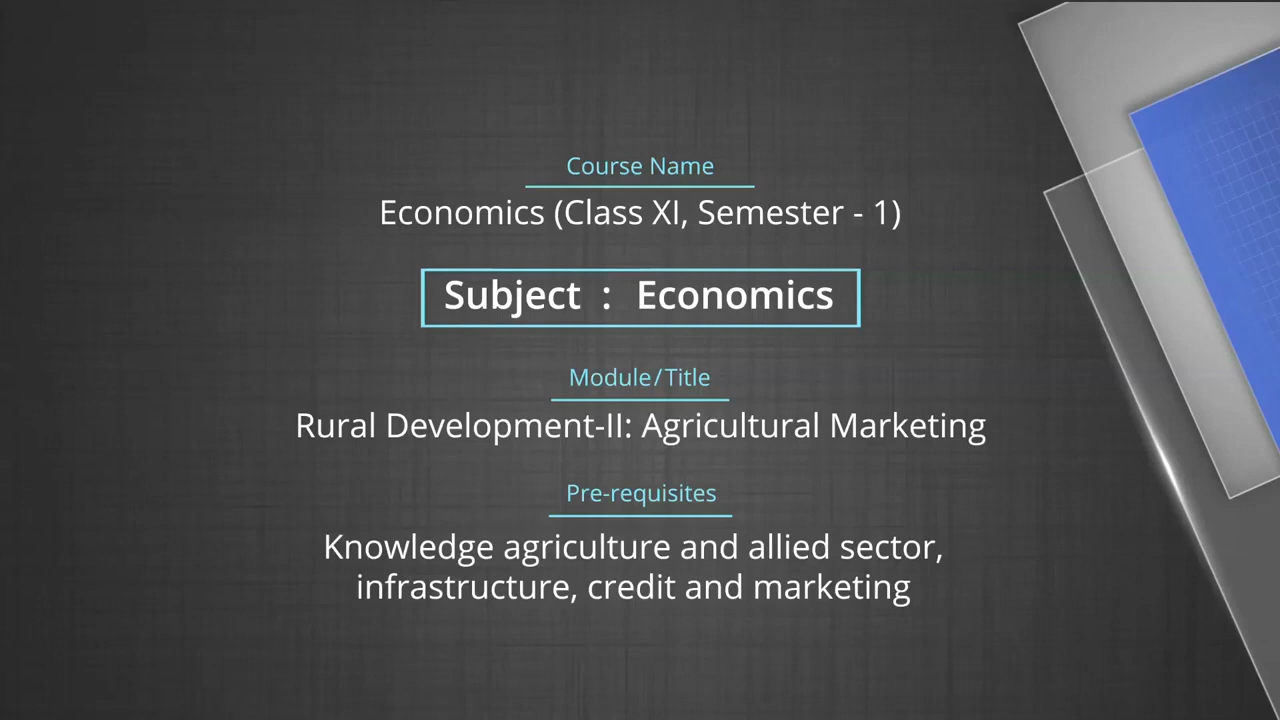 Course Name
Economics (Class XI, Semester - 1)
Subject : Economics
Module/Title
Rural Development-II: Agricultural Marketing
Pre-requisites
Knowledge agriculture and allied sector,
infrastructure, credit and marketing